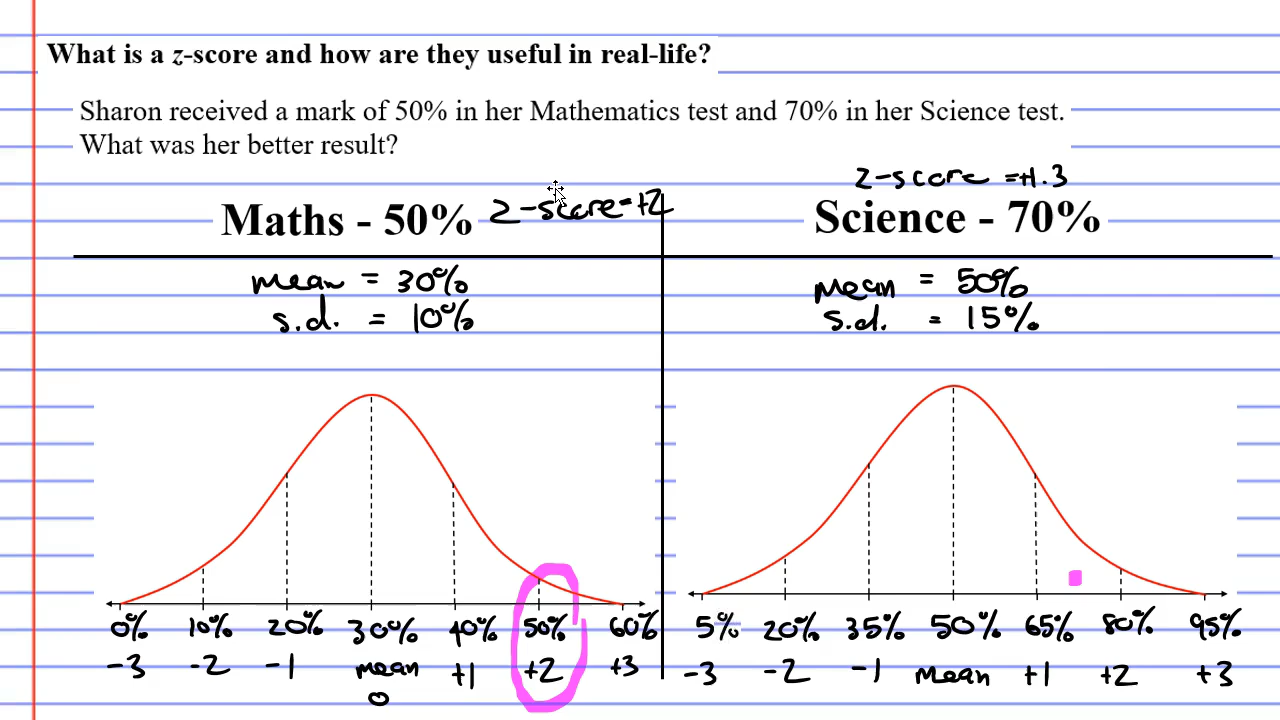 What is a z-score and how are they useful in real-life?
Sharon received a mark of 50% in her Mathematics test and 70% in her Science test.
What was her better result?
Maths - 50% z-score=+2
mean = 30%
s.d. = 10%
0% 10% 20% 30% 40% 50% 60%
-3 -2 -1 mean +1 +2 +3
0
z-score =+1.3
Science - 70%
mean = 50%
s.d. = 15%
5% 20% 35% 50% 65% 80% 95%
-3 -2 -1 mean +1 +2 +3